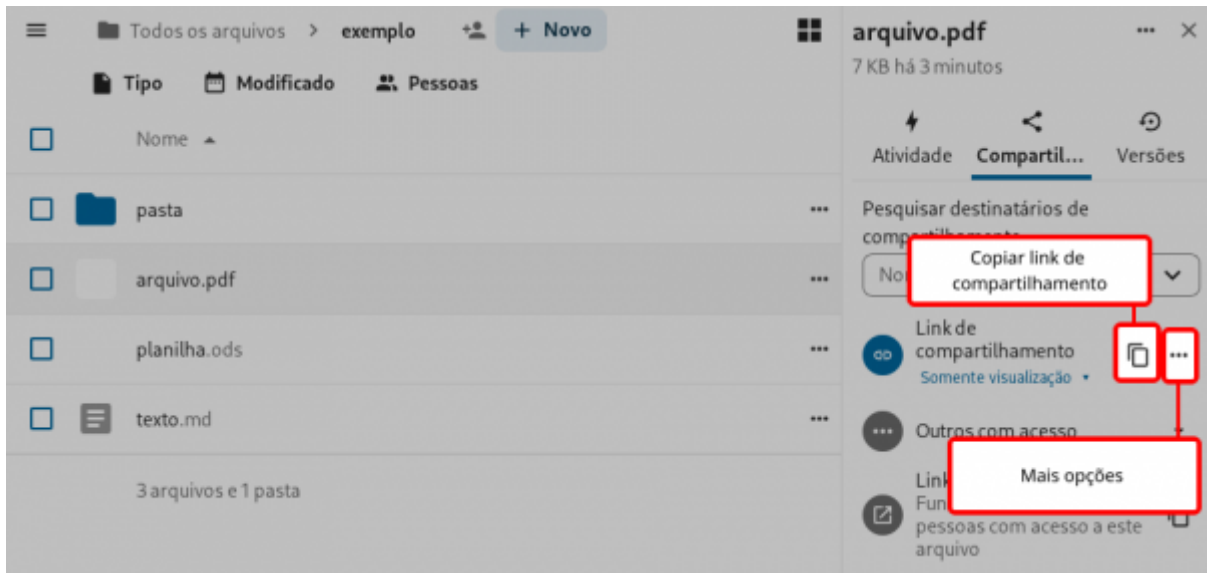 Todos os arquivos > exemplo + Novo
Tipo Modificado Pessoas
Nome
pasta
arquivo.pdf
planilha.ods
texto.md
3 arquivos e 1 pasta
arquivo.pdf
7 KB há 3 minutos
Atividade Compartil... Versões
Pesquisar destinatários de
Copiar link de
compartilhamento
Link de
compartilhamento
Somente visualização
Outros com acesso
Mais opções
pessoas com acesso a este
arquivo